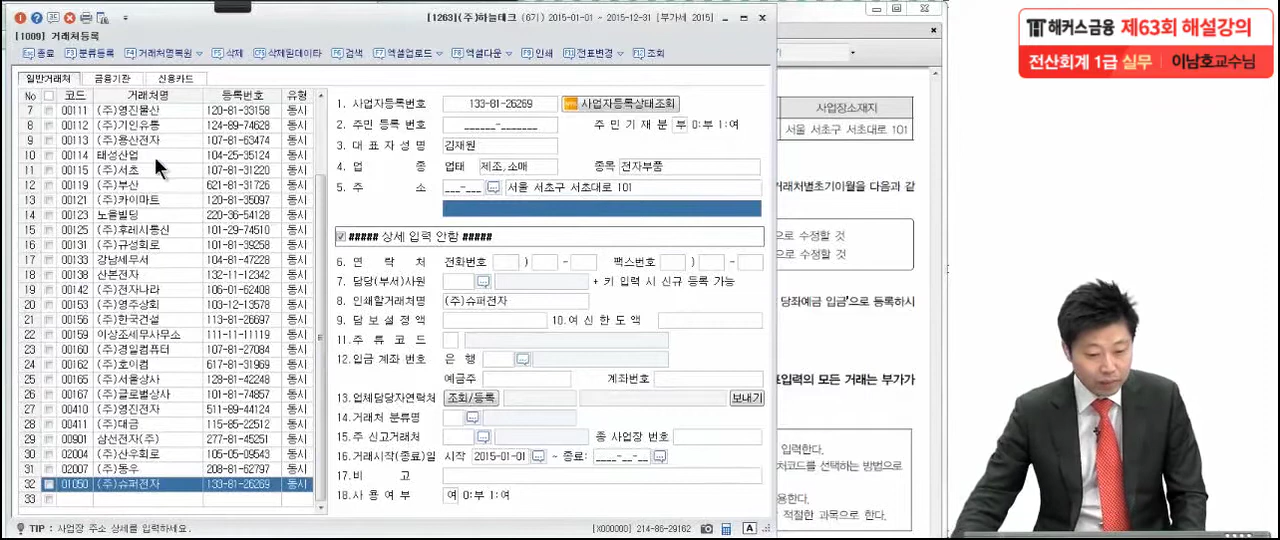 [1263](주)하늘테크 (6기) 2015-01-01 ~ 2015-12-31 [부가세 2015]
[1009] 거래처등록
Esc 종료 F3 분류등록 F4 거래처명복원 F5 삭제 CF5 삭제된데이타 F6 검색 F7 엑셀업로드 F8 엑셀다운 F9 인쇄 F11 전표변경 F12 조회
일반거래처 금융기관 신용카드
No 코드 거래처명 등록번호 유형
7 00111 (주)영진물산 120-81-33158 동시
8 00112 (주)기인유통 124-89-74628 동시
9 00113 (주)용산전자 107-81-63474 동시
10 00114 태성산업 104-25-35124 동시
11 00115 (주)서초 107-81-31220 동시
12 00119 (주)부산 621-81-31726 동시
13 00121 (주)카이마트 120-81-35097 동시
14 00123 노을빌딩 220-36-54128 동시
15 00125 (주)후레시통신 101-29-74510 동시
16 00131 (주)규성회로 101-81-39258 동시
17 00133 강남세무서 104-81-47228 동시
18 00138 산본전자 132-11-12342 동시
19 00142 (주)전자나라 106-01-62408 동시
20 00153 (주)영주상회 103-12-13578 동시
21 00156 (주)한국건설 113-81-26697 동시
22 00159 이상조세무사무소 111-11-11119 동시
23 00160 (주)경일컴퓨터 107-81-27084 동시
24 00162 (주)호이컴 617-81-31969 동시
25 00165 (주)서울상사 128-81-42248 동시
26 00167 (주)글로벌상사 101-81-74857 동시
27 00410 (주)영진전자 511-89-44124 동시
28 00411 (주)대금 115-85-22512 동시
29 00901 삼선전자(주) 277-81-45251 동시
30 02004 (주)산우회로 105-05-09543 동시
31 02007 (주)동우 208-81-62797 동시
32 01050 (주)슈퍼전자 133-81-26269 동시
33
1. 사업자등록번호 133-81-26269 사업자등록상태조회
2. 주민 등록 번호 ______-_______ 주 민 기 재 분 부 0:부 1:여
3. 대 표 자 성 명 김재원
4. 업 종 업태 제조,소매 종목 전자부품
5. 주 소 ___-___ 서울 서초구 서초대로 101
##### 상세 입력 안함 #####
6. 연 락 처 전화번호 ) - 팩스번호 ) -
7. 담당(부서)사원 + 키 입력 시 신규 등록 가능
8. 인쇄할거래처명 (주)슈퍼전자
9. 담 보 설 정 액 10.여 신 한 도 액
11.주 류 코 드
12.입금 계좌 번호 은 행
예금주 계좌번호
13.업체담당자연락처 조회/등록 보내기
14.거래처 분류명
15.주 신고거래처 종 사업장 번호
16.거래시작(종료)일 시작 2015-01-01 ~ 종료: ____-__-__
17.비 고
18.사 용 여 부 여 0:부 1:여
TIP : 사업장 주소 상세를 입력하세요.
[X000000] 214-86-29162 A
사업장소재지
서울 서초구 서초대로 101
거래처별초기이월을 다음과 같
으로 수정할 것
으로 수정할 것
당좌예금 입금'으로 등록하시
표입력의 모든 거래는 부가가
입력한다.
처코드를 선택하는 방법으로
용한다.
적절한 과목으로 한다.
해커스금융 제63회 해설강의
전산회계 1급 실무 이남호교수님